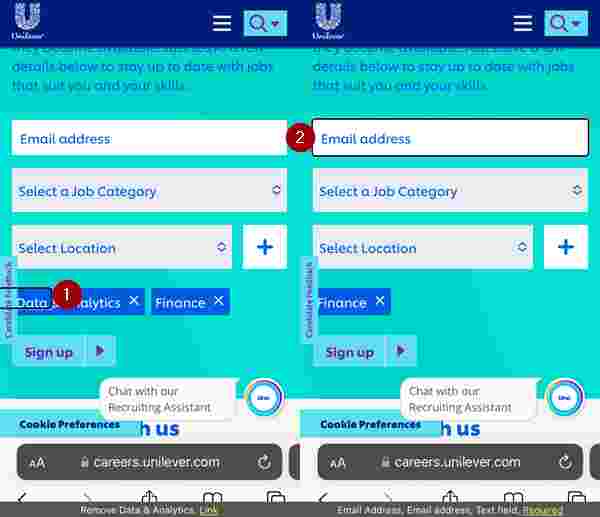 Unilever
details below to stay up to date with jobs
that suit you and your skills.
Email address
Select a Job Category
Select Location
+
Candidate Feedback
1
Data & Analytics ×
Finance ×
Sign up
Chat with our
Recruiting Assistant
Una
Cookie Preferences
h us
AA
careers.unilever.com
Remove Data & Analytics, Link
Unilever
details below to stay up to date with jobs
that suit you and your skills.
2
Email address
Select a Job Category
Select Location
+
Candidate Feedback
Finance ×
Sign up
Chat with our
Recruiting Assistant
Una
Cookie Preferences
h us
AA
careers.unilever.com
Email Address, Email address, Text field, Required